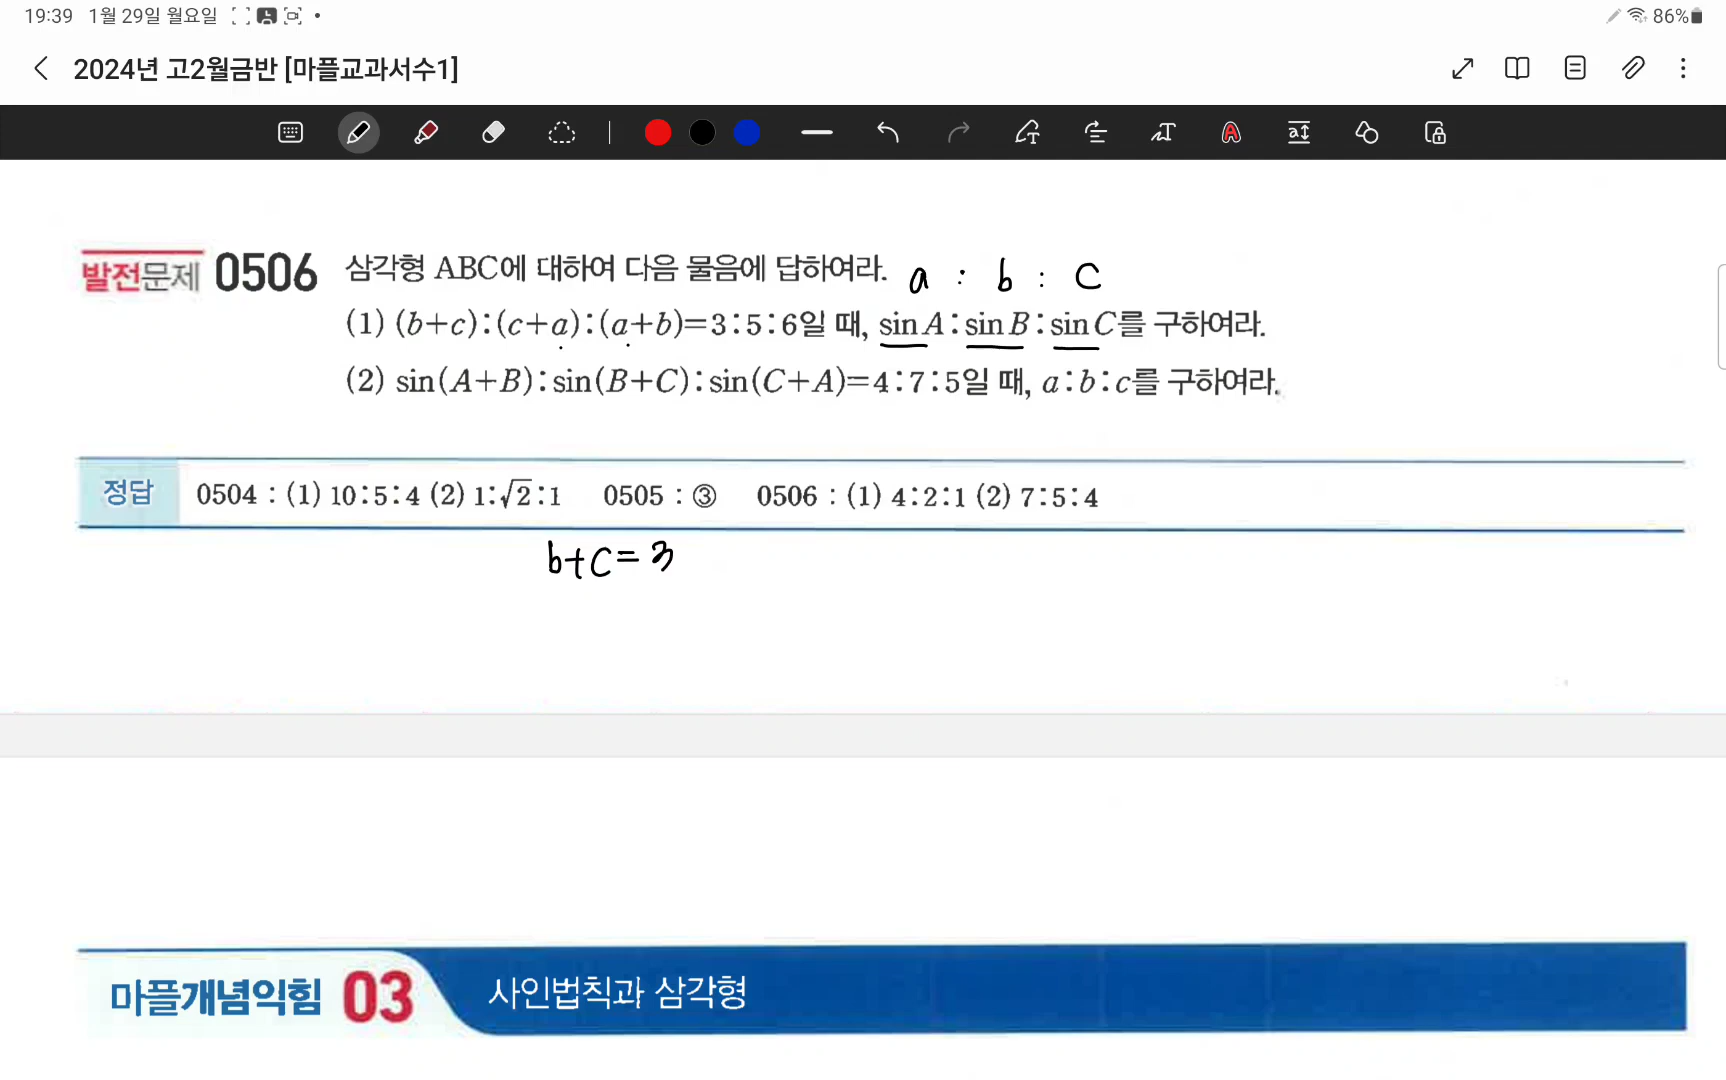 19:39 1월 29일 월요일
86%
2024년 고2월금반 [마플교과서수1]
발전문제 0506 삼각형 ABC에 대하여 다음 물음에 답하여라. a : b : c
(1) (b+c):(c+a):(a+b)=3:5:6일 때, sinA:sinB:sinC를 구하여라.
(2) sin(A+B):sin(B+C):sin(C+A)=4:7:5일 때, a:b:c를 구하여라.
정답 0504 : (1) 10:5:4 (2) 1:√2:1 0505 : ③ 0506 : (1) 4:2:1 (2) 7:5:4
b+c=3
마플개념익힘 03 사인법칙과 삼각형